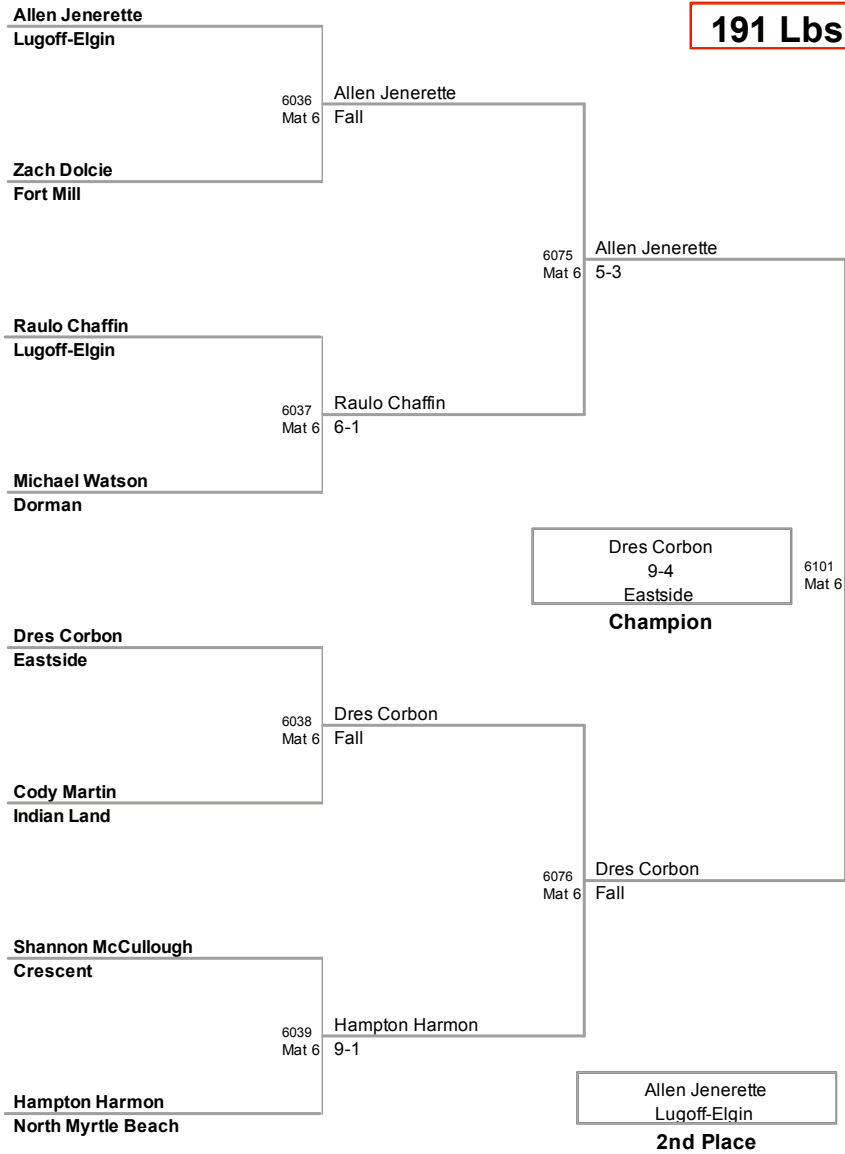 Allen Jenerette
Lugoff-Elgin
191 Lbs
6036
Mat 6
Allen Jenerette
Fall
Zach Dolcie
Fort Mill
6075
Mat 6
Allen Jenerette
5-3
Raulo Chaffin
Lugoff-Elgin
6037
Mat 6
Raulo Chaffin
6-1
Michael Watson
Dorman
Dres Corbon
9-4
Eastside
Champion
6101
Mat 6
Dres Corbon
Eastside
6038
Mat 6
Dres Corbon
Fall
Cody Martin
Indian Land
6076
Mat 6
Dres Corbon
Fall
Shannon McCullough
Crescent
6039
Mat 6
Hampton Harmon
9-1
Hampton Harmon
North Myrtle Beach
Allen Jenerette
Lugoff-Elgin
2nd Place